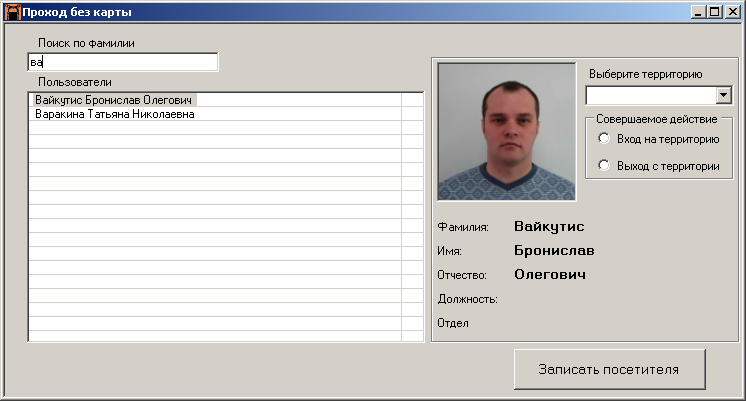 Проход без карты
Поиск по фамилии
ва
Пользователи
Вайкутис Бронислав Олегович
Варакина Татьяна Николаевна
Выберите территорию
Совершаемое действие
Вход на территорию
Выход с территории
Фамилия: Вайкутис
Имя: Бронислав
Отчество: Олегович
Должность:
Отдел
Записать посетителя